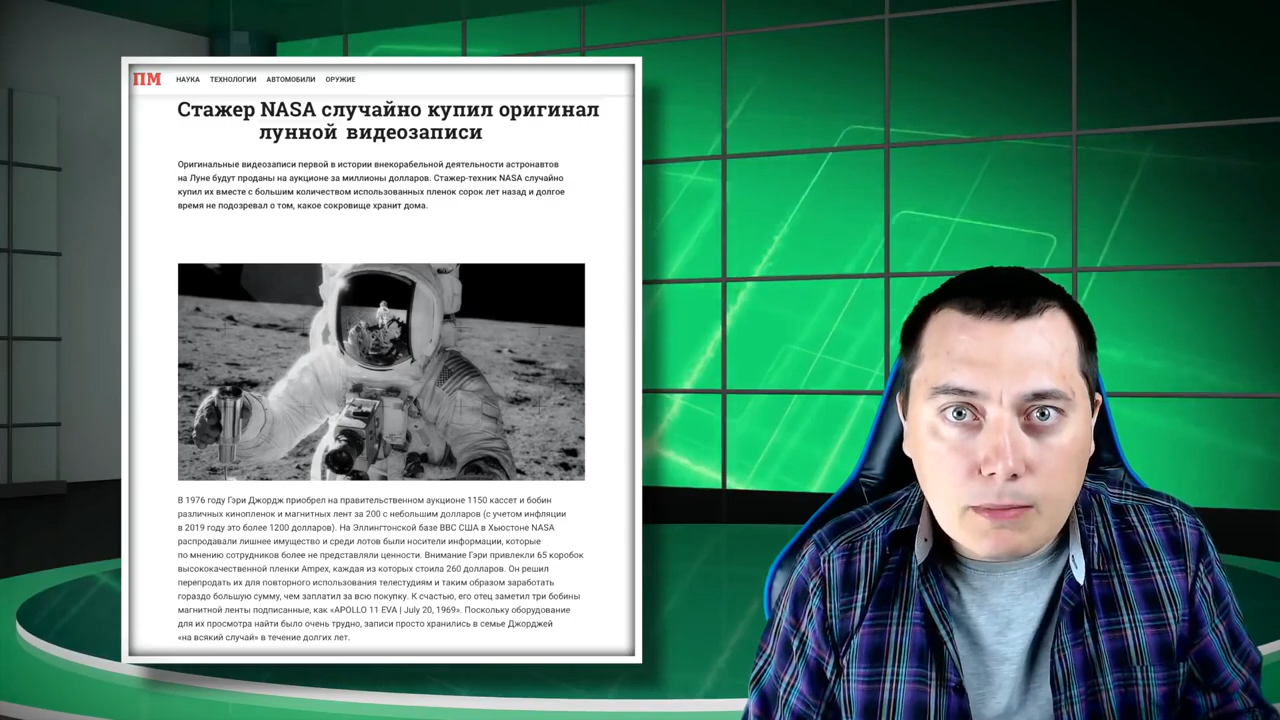 ПМ НАУКА ТЕХНОЛОГИИ АВТОМОБИЛИ ОРУЖИЕ
Стажер NASA случайно купил оригинал
лунной видеозаписи
Оригинальные видеозаписи первой в истории внекорабельной деятельности астронавтов
на Луне будут проданы на аукционе за миллионы долларов. Стажер-техник NASA случайно
купил их вместе с большим количеством использованных пленок сорок лет назад и долгое
время не подозревал о том, какое сокровище хранит дома.
В 1976 году Гэри Джордж приобрел на правительственном аукционе 1150 кассет и бобин
различных кинопленок и магнитных лент за 200 с небольшим долларов (с учетом инфляции
в 2019 году это более 1200 долларов). На Эллингтонской базе ВВС США в Хьюстоне NASA
распродавали лишнее имущество и среди лотов были носители информации, которые
по мнению сотрудников более не представляли ценности. Внимание Гэри привлекли 65 коробок
высококачественной пленки Ampex, каждая из которых стоила 260 долларов. Он решил
перепродать их для повторного использования телестудиям и таким образом заработать
гораздо большую сумму, чем заплатил за всю покупку. К счастью, его отец заметил три бобины
магнитной ленты подписанные, как «APOLLO 11 EVA | July 20, 1969». Поскольку оборудование
для их просмотра найти было очень трудно, записи просто хранились в семье Джорджей
«на всякий случай» в течение долгих лет.